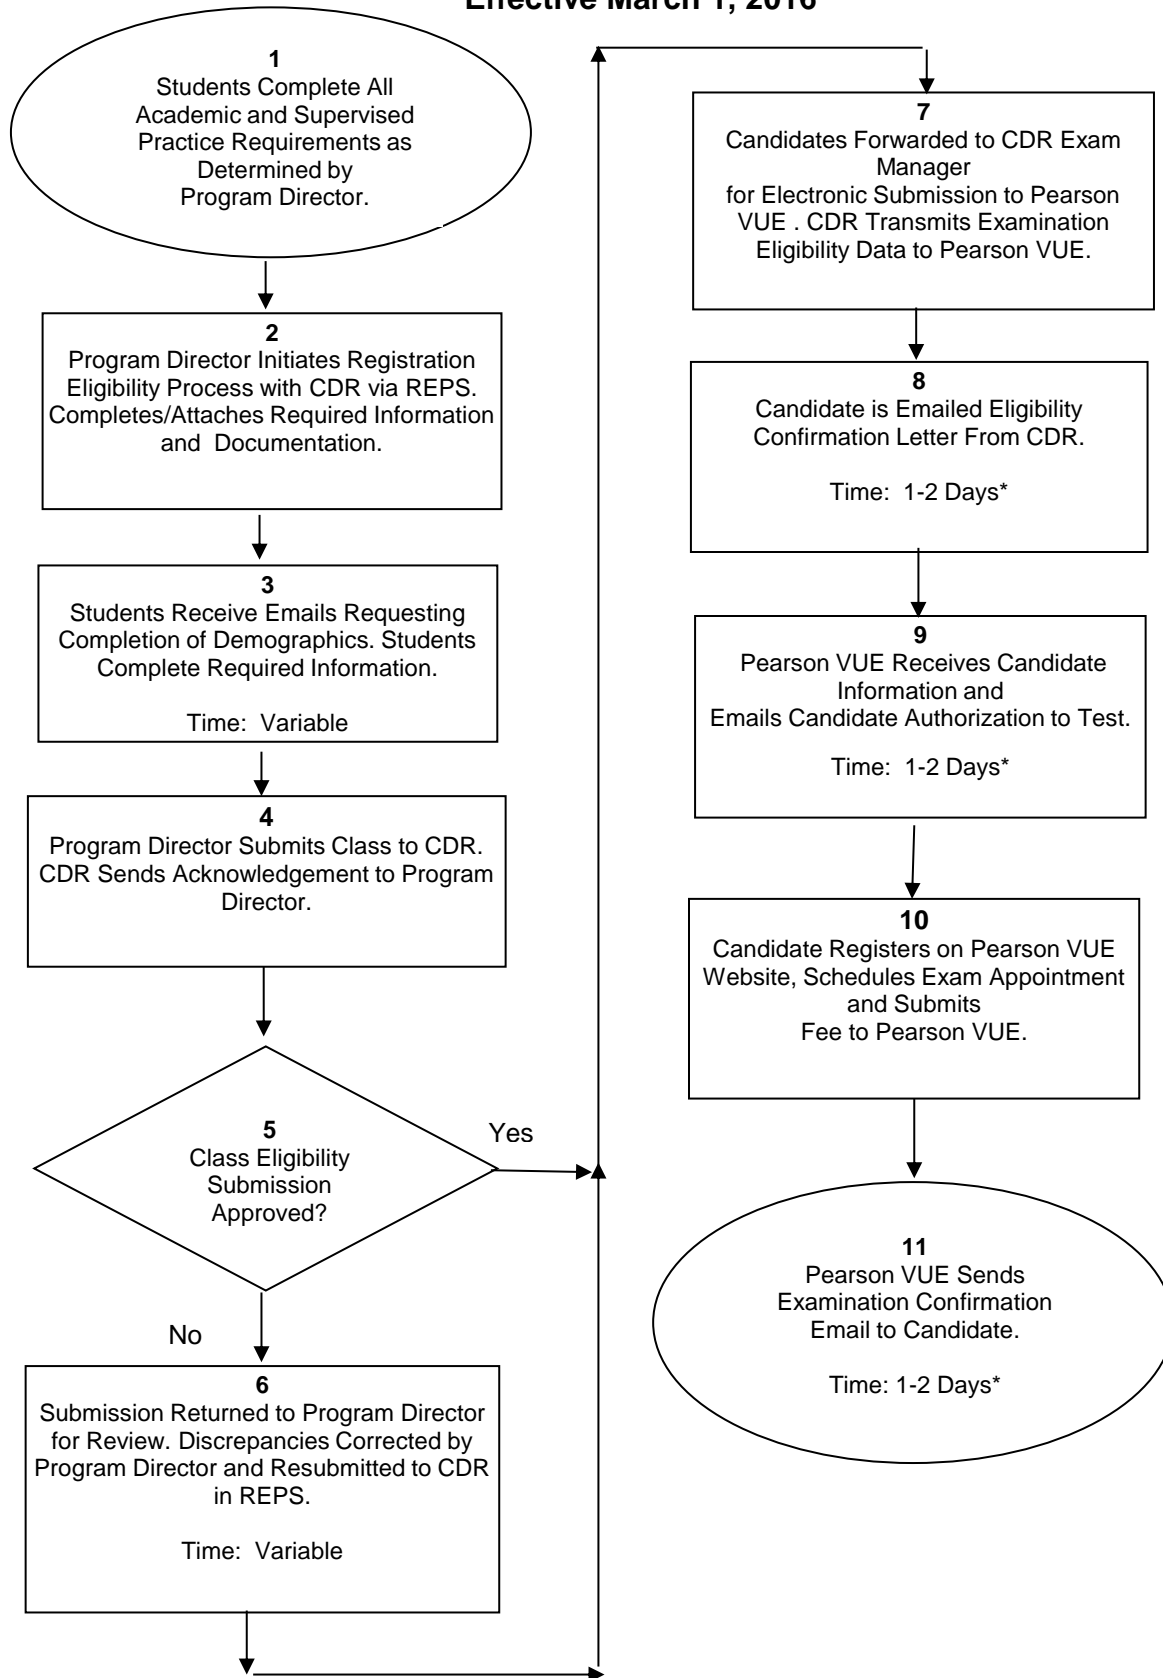 Effective March 1, 2016
1
Students Complete All
Academic and Supervised
Practice Requirements as
Determined by
Program Director.
2
Program Director Initiates Registration
Eligibility Process with CDR via REPS.
Completes/Attaches Required Information
and Documentation.
3
Students Receive Emails Requesting
Completion of Demographics. Students
Complete Required Information.
Time: Variable
4
Program Director Submits Class to CDR.
CDR Sends Acknowledgement to Program
Director.
5
Class Eligibility
Submission
Approved?
Yes
No
6
Submission Returned to Program Director
for Review. Discrepancies Corrected by
Program Director and Resubmitted to CDR
in REPS.
Time: Variable
7
Candidates Forwarded to CDR Exam
Manager
for Electronic Submission to Pearson
VUE . CDR Transmits Examination
Eligibility Data to Pearson VUE.
8
Candidate is Emailed Eligibility
Confirmation Letter From CDR.
Time: 1-2 Days*
9
Pearson VUE Receives Candidate
Information and
Emails Candidate Authorization to Test.
Time: 1-2 Days*
10
Candidate Registers on Pearson VUE
Website, Schedules Exam Appointment
and Submits
Fee to Pearson VUE.
11
Pearson VUE Sends
Examination Confirmation
Email to Candidate.
Time: 1-2 Days*